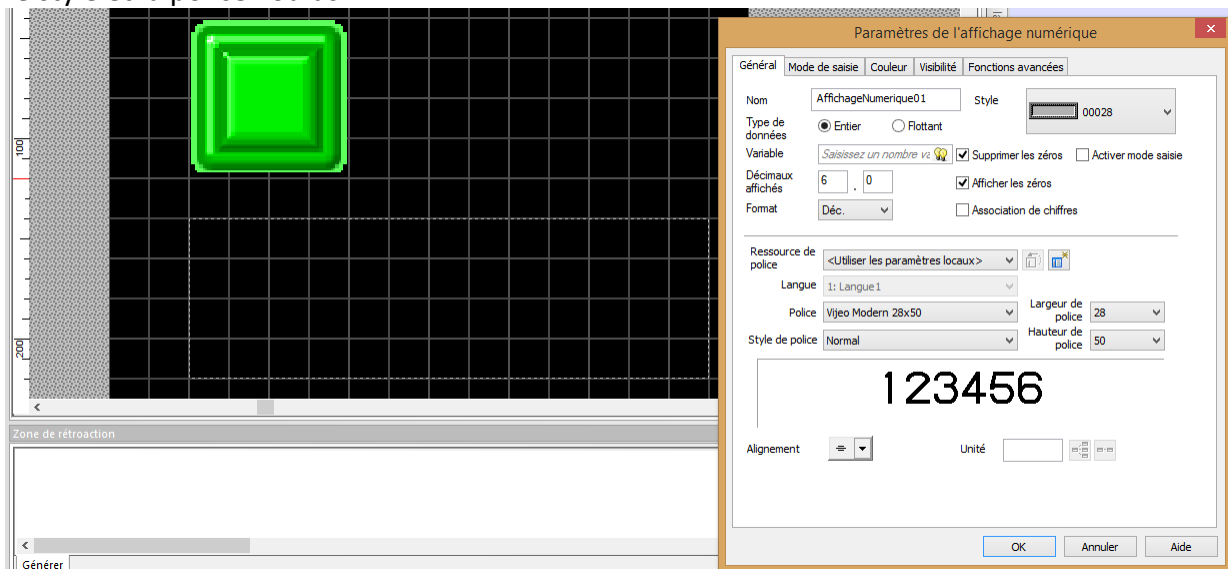 Paramètres de l'affichage numérique
Général Mode de saisie Couleur Visibilité Fonctions avancées
Nom AffichageNumerique01 Style 00028
Type de données Entier Flottant
Variable Saisissez un nombre va Supprimer les zéros Activer mode saisie
Décimaux affichés 6 . 0 Afficher les zéros
Format Déc. Association de chiffres
Ressource de police <Utiliser les paramètres locaux>
Langue 1: Langue1
Police Vijeo Modern 28x50 Largeur de police 28
Style de police Normal Hauteur de police 50
123456
Alignement Unité
OK Annuler Aide
100
200
Zone de rétroaction
Générer